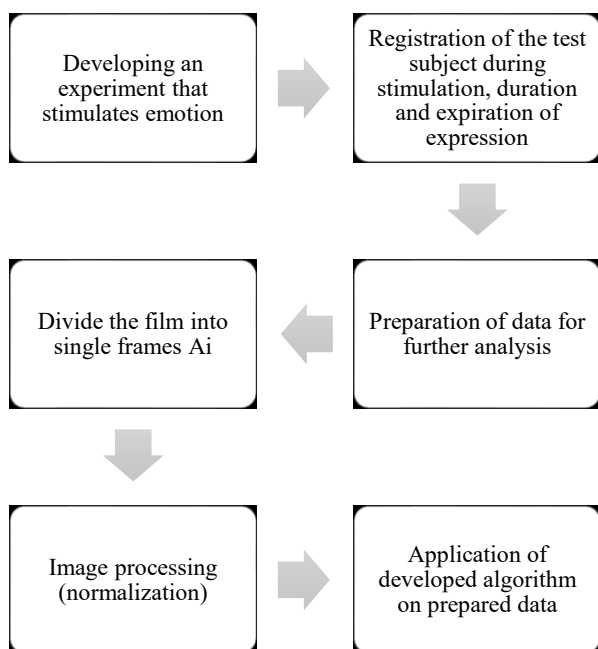 Developing an
experiment that
stimulates emotion
Registration of the test
subject during
stimulation, duration
and expiration of
expression
Preparation of data for
further analysis
Divide the film into
single frames Ai
Image processing
(normalization)
Application of
developed algorithm
on prepared data